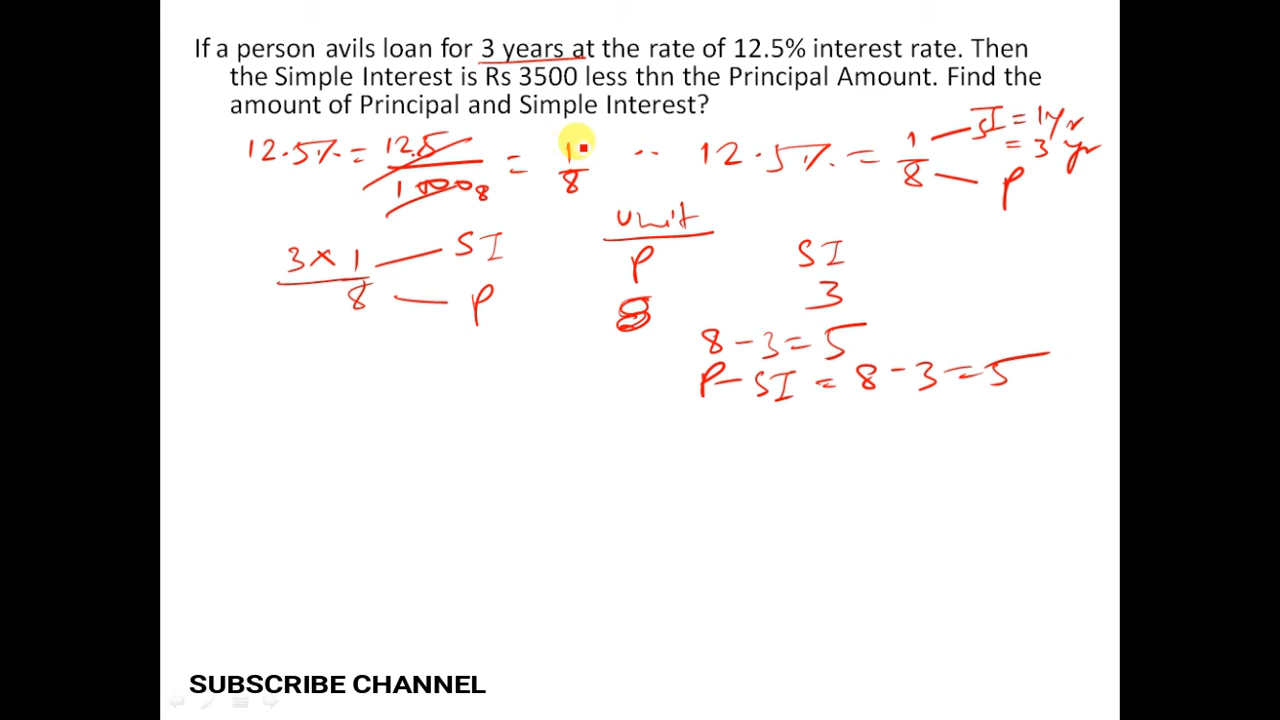 If a person avils loan for 3 years at the rate of 12.5% interest rate. Then
the Simple Interest is Rs 3500 less thn the Principal Amount. Find the
amount of Principal and Simple Interest?
12.5% = 12.5/1000 8 = 1/8 .. 12.5% = 1/8 — SI = 1yr = 3 yr — P
3×1/8 — SI — P
Unit
P SI
8 3
8 - 3 = 5
P - SI = 8 - 3 = 5
SUBSCRIBE CHANNEL